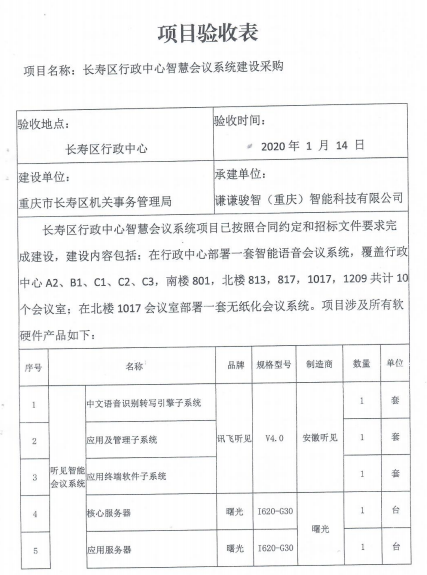 项目验收表
项目名称：长寿区行政中心智慧会议系统建设采购
验收地点：
长寿区行政中心
验收时间：
2020 年 1 月 14 日
建设单位：
重庆市长寿区机关事务管理局
承建单位：
谦谦骏智（重庆）智能科技有限公司
长寿区行政中心智慧会议系统项目已按照合同约定和招标文件要求完
成建设，建设内容包括：在行政中心部署一套智能语音会议系统，覆盖行政
中心 A2、B1、C1、C2、C3，南楼 801，北楼 813，817，1017，1209 共计 10
个会议室；在北楼 1017 会议室部署一套无纸化会议系统。项目涉及所有软
硬件产品如下：
序号 名称 品牌 规格型号 制造商 数量 单位
1 中文语音识别转写引擎子系统 1 套
2 应用及管理子系统 讯飞听见 V4.0 安徽听见 1 套
听见智能
会议系统
3 应用终端软件子系统 1 套
4 核心服务器 曙光 I620-G30 曙光 1 台
5 应用服务器 曙光 I620-G30 1 台